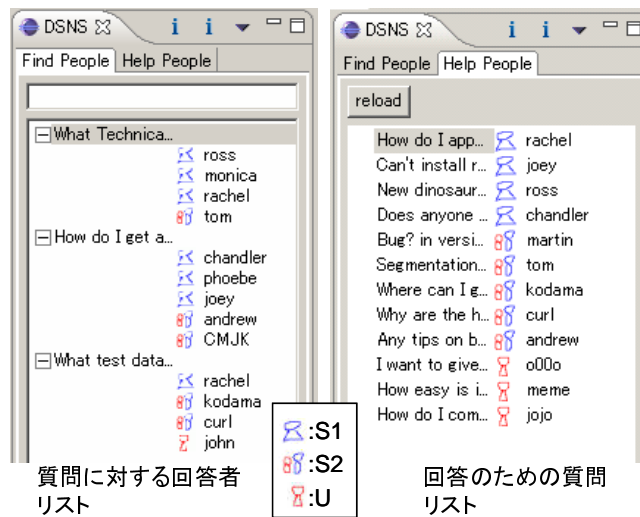 DSNS
Find People Help People
What Technica...
ross
monica
rachel
tom
How do I get a...
chandler
phoebe
joey
andrew
CMJK
What test data...
rachel
kodama
curl
john
質問に対する回答者
リスト
:S1
:S2
:U
DSNS
Find People Help People
reload
How do I app... rachel
Can't install r... joey
New dinosaur... ross
Does anyone ... chandler
Bug? in versi... martin
Segmentation... tom
Where can I g... kodama
Why are the h... curl
Any tips on b... andrew
I want to give... o00o
How easy is i... meme
How do I com... jojo
回答のための質問
リスト